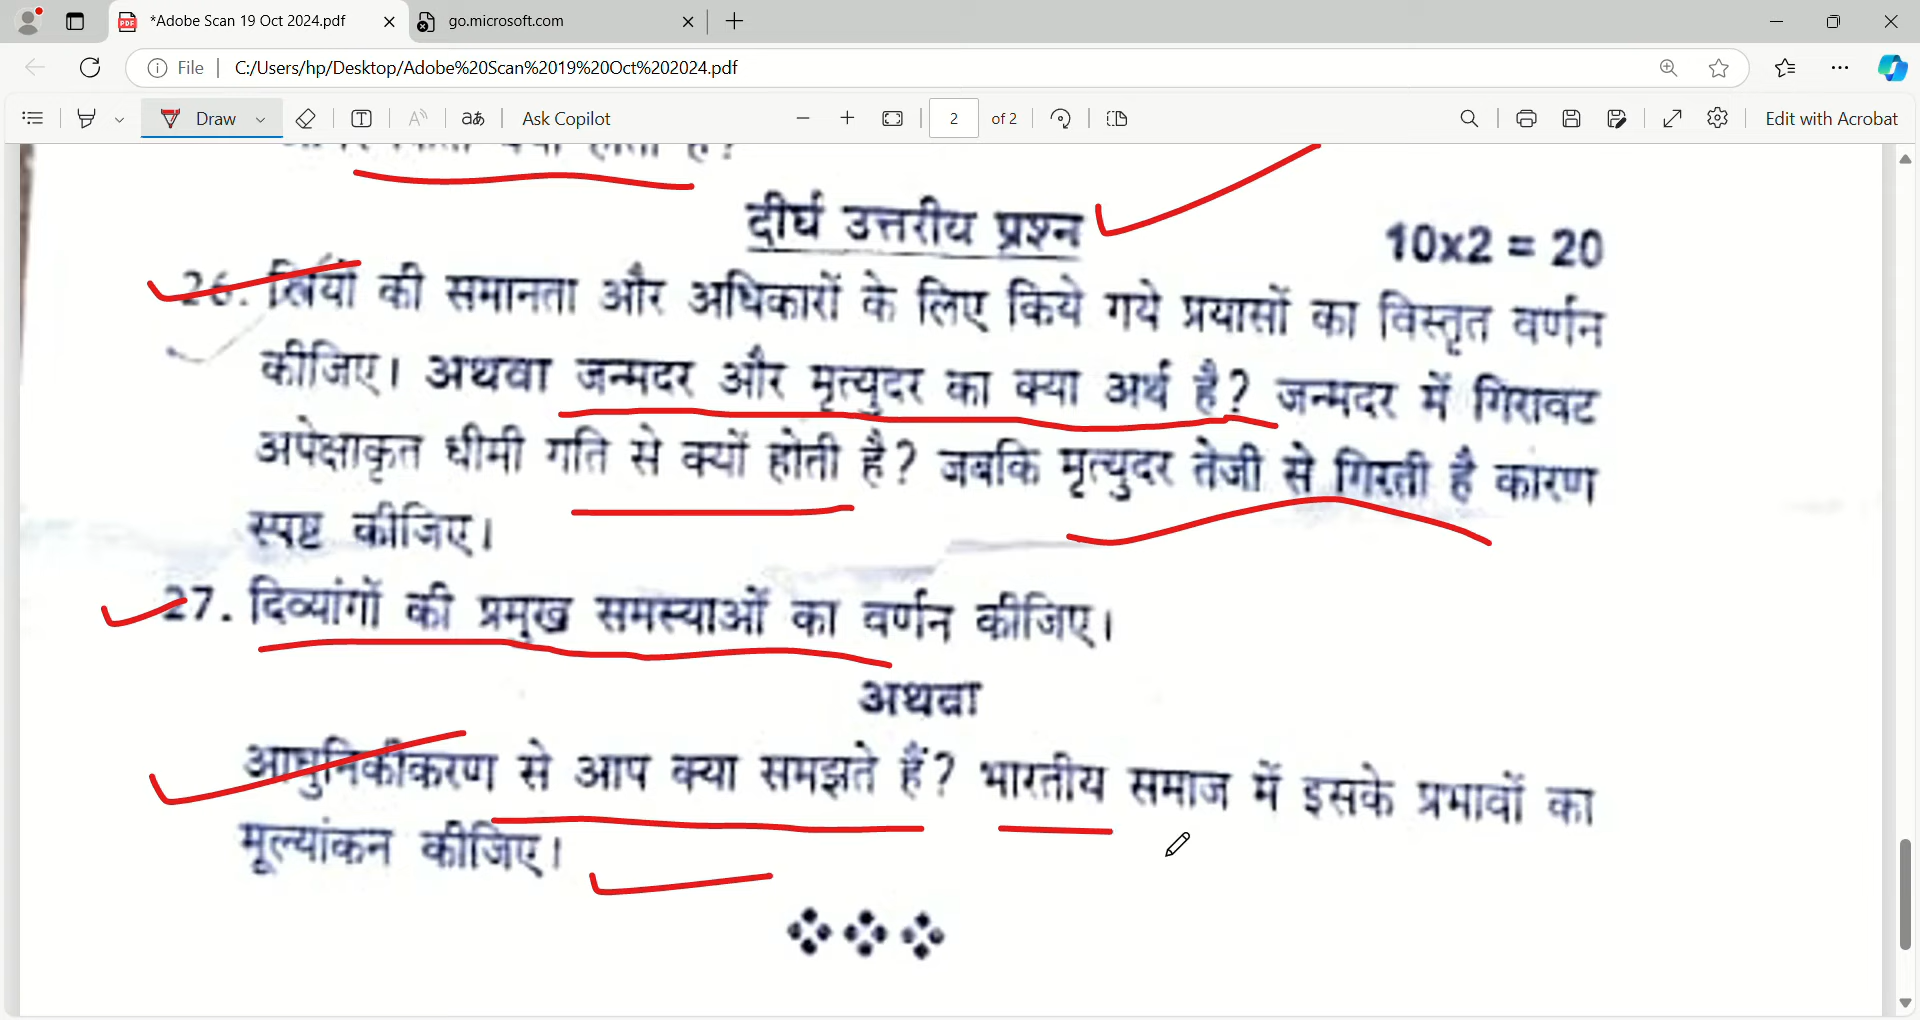 *Adobe Scan 19 Oct 2024.pdf
go.microsoft.com
File
C:/Users/hp/Desktop/Adobe%20Scan%2019%20Oct%202024.pdf
Draw
Ask Copilot
2 of 2
Edit with Acrobat
दीर्घ उत्तरीय प्रश्न
10x2 = 20
26. स्त्रियों की समानता और अधिकारों के लिए किये गये प्रयासों का विस्तृत वर्णन
कीजिए। अथवा जन्मदर और मृत्युदर का क्या अर्थ है? जन्मदर में गिरावट
अपेक्षाकृत धीमी गति से क्यों होती है? जबकि मृत्युदर तेजी से गिरती है कारण
स्पष्ट कीजिए।
27. दिव्यांगों की प्रमुख समस्याओं का वर्णन कीजिए।
अथवा
आधुनिकीकरण से आप क्या समझते हैं? भारतीय समाज में इसके प्रभावों का
मूल्यांकन कीजिए।